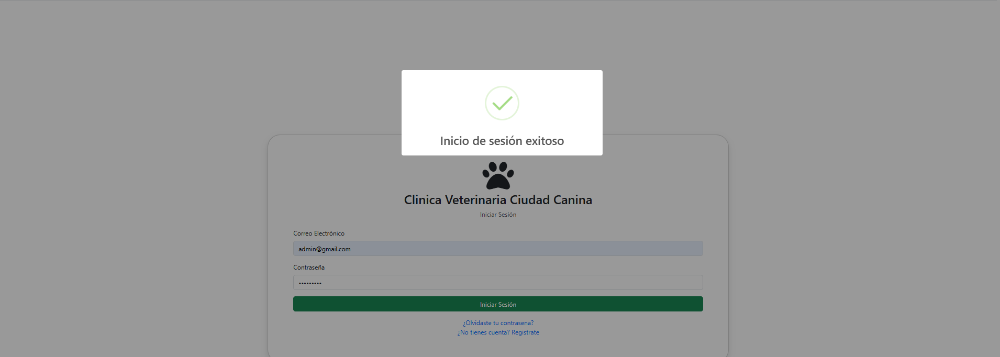 Inicio de sesión exitoso
Clinica Veterinaria Ciudad Canina
Iniciar Sesión
Correo Electrónico
admin@gmail.com
Contraseña
•••••••••
Iniciar Sesión
¿Olvidaste tu contrasena?
¿No tienes cuenta? Registrate